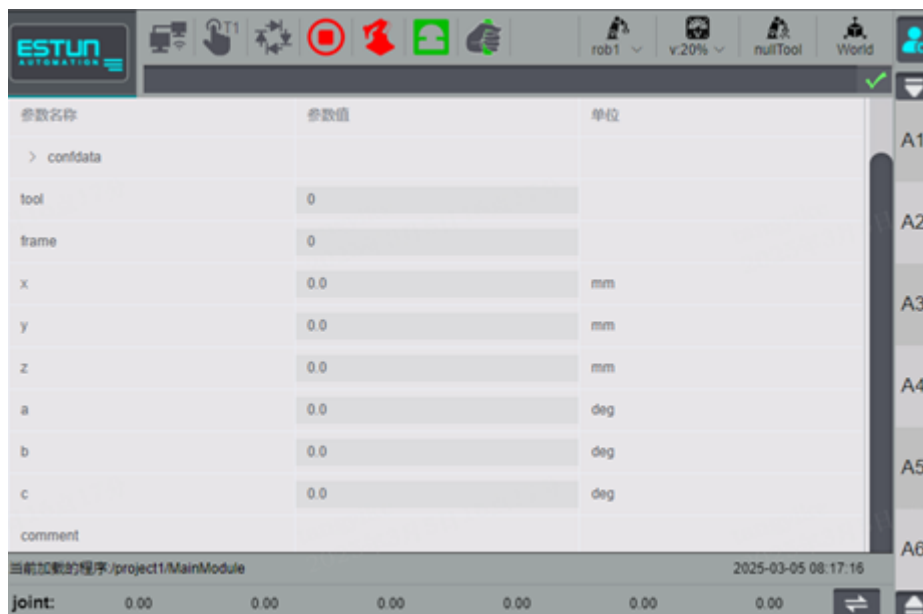 ESTUN
AUTOMATION
T1
rob1
v:20%
nullTool
World
参数名称 参数值 单位
A1
> confdata
tool 0
A2
frame 0
x 0.0 mm
A3
y 0.0 mm
z 0.0 mm
A4
a 0.0 deg
b 0.0 deg
A5
c 0.0 deg
comment
A6
当前加载的程序:/project1/MainModule 2025-03-05 08:17:16
joint: 0.00 0.00 0.00 0.00 0.00 0.00